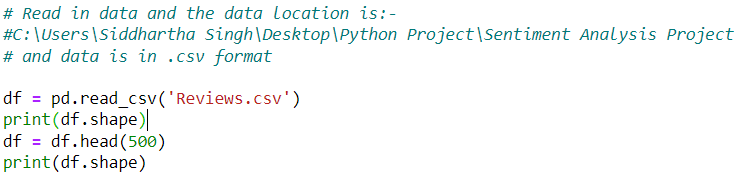 # Read in data and the data location is:-
#C:\Users\Siddhartha Singh\Desktop\Python Project\Sentiment Analysis Project
# and data is in .csv format
df = pd.read_csv('Reviews.csv')
print(df.shape)
df = df.head(500)
print(df.shape)